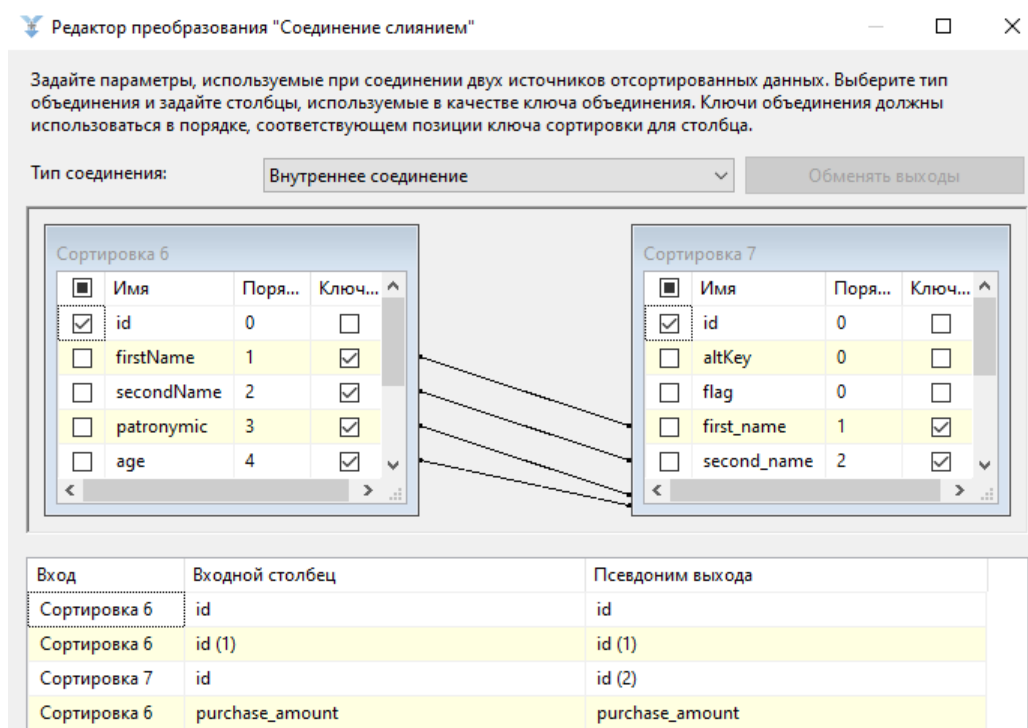 Редактор преобразования "Соединение слиянием"
Задайте параметры, используемые при соединении двух источников отсортированных данных. Выберите тип
объединения и задайте столбцы, используемые в качестве ключа объединения. Ключи объединения должны
использоваться в порядке, соответствующем позиции ключа сортировки для столбца.
Тип соединения: Внутреннее соединение Обменять выходы
Сортировка 6
Имя Поря... Ключ...
id 0
firstName 1
secondName 2
patronymic 3
age 4
Сортировка 7
Имя Поря... Ключ...
id 0
altKey 0
flag 0
first_name 1
second_name 2
Вход Входной столбец Псевдоним выхода
Сортировка 6 id id
Сортировка 6 id (1) id (1)
Сортировка 7 id id (2)
Сортировка 6 purchase_amount purchase_amount